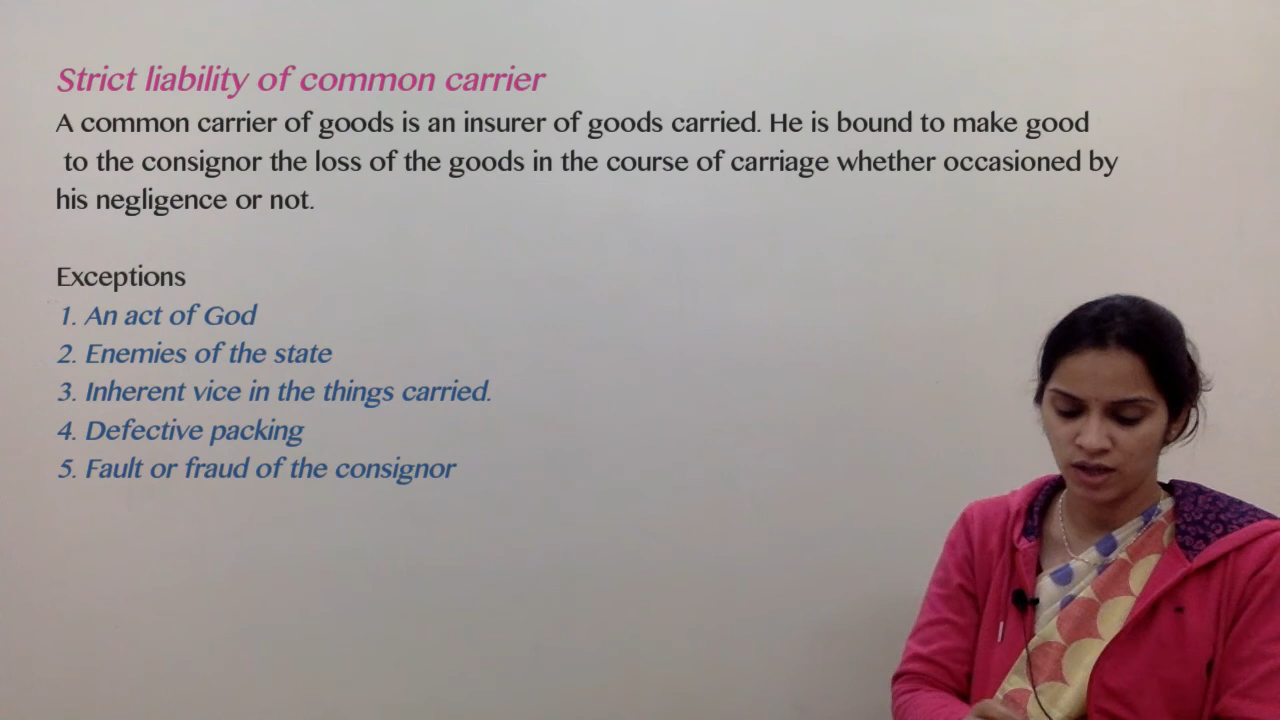 Strict liability of common carrier
A common carrier of goods is an insurer of goods carried. He is bound to make good
to the consignor the loss of the goods in the course of carriage whether occasioned by
his negligence or not.
Exceptions
1. An act of God
2. Enemies of the state
3. Inherent vice in the things carried.
4. Defective packing
5. Fault or fraud of the consignor